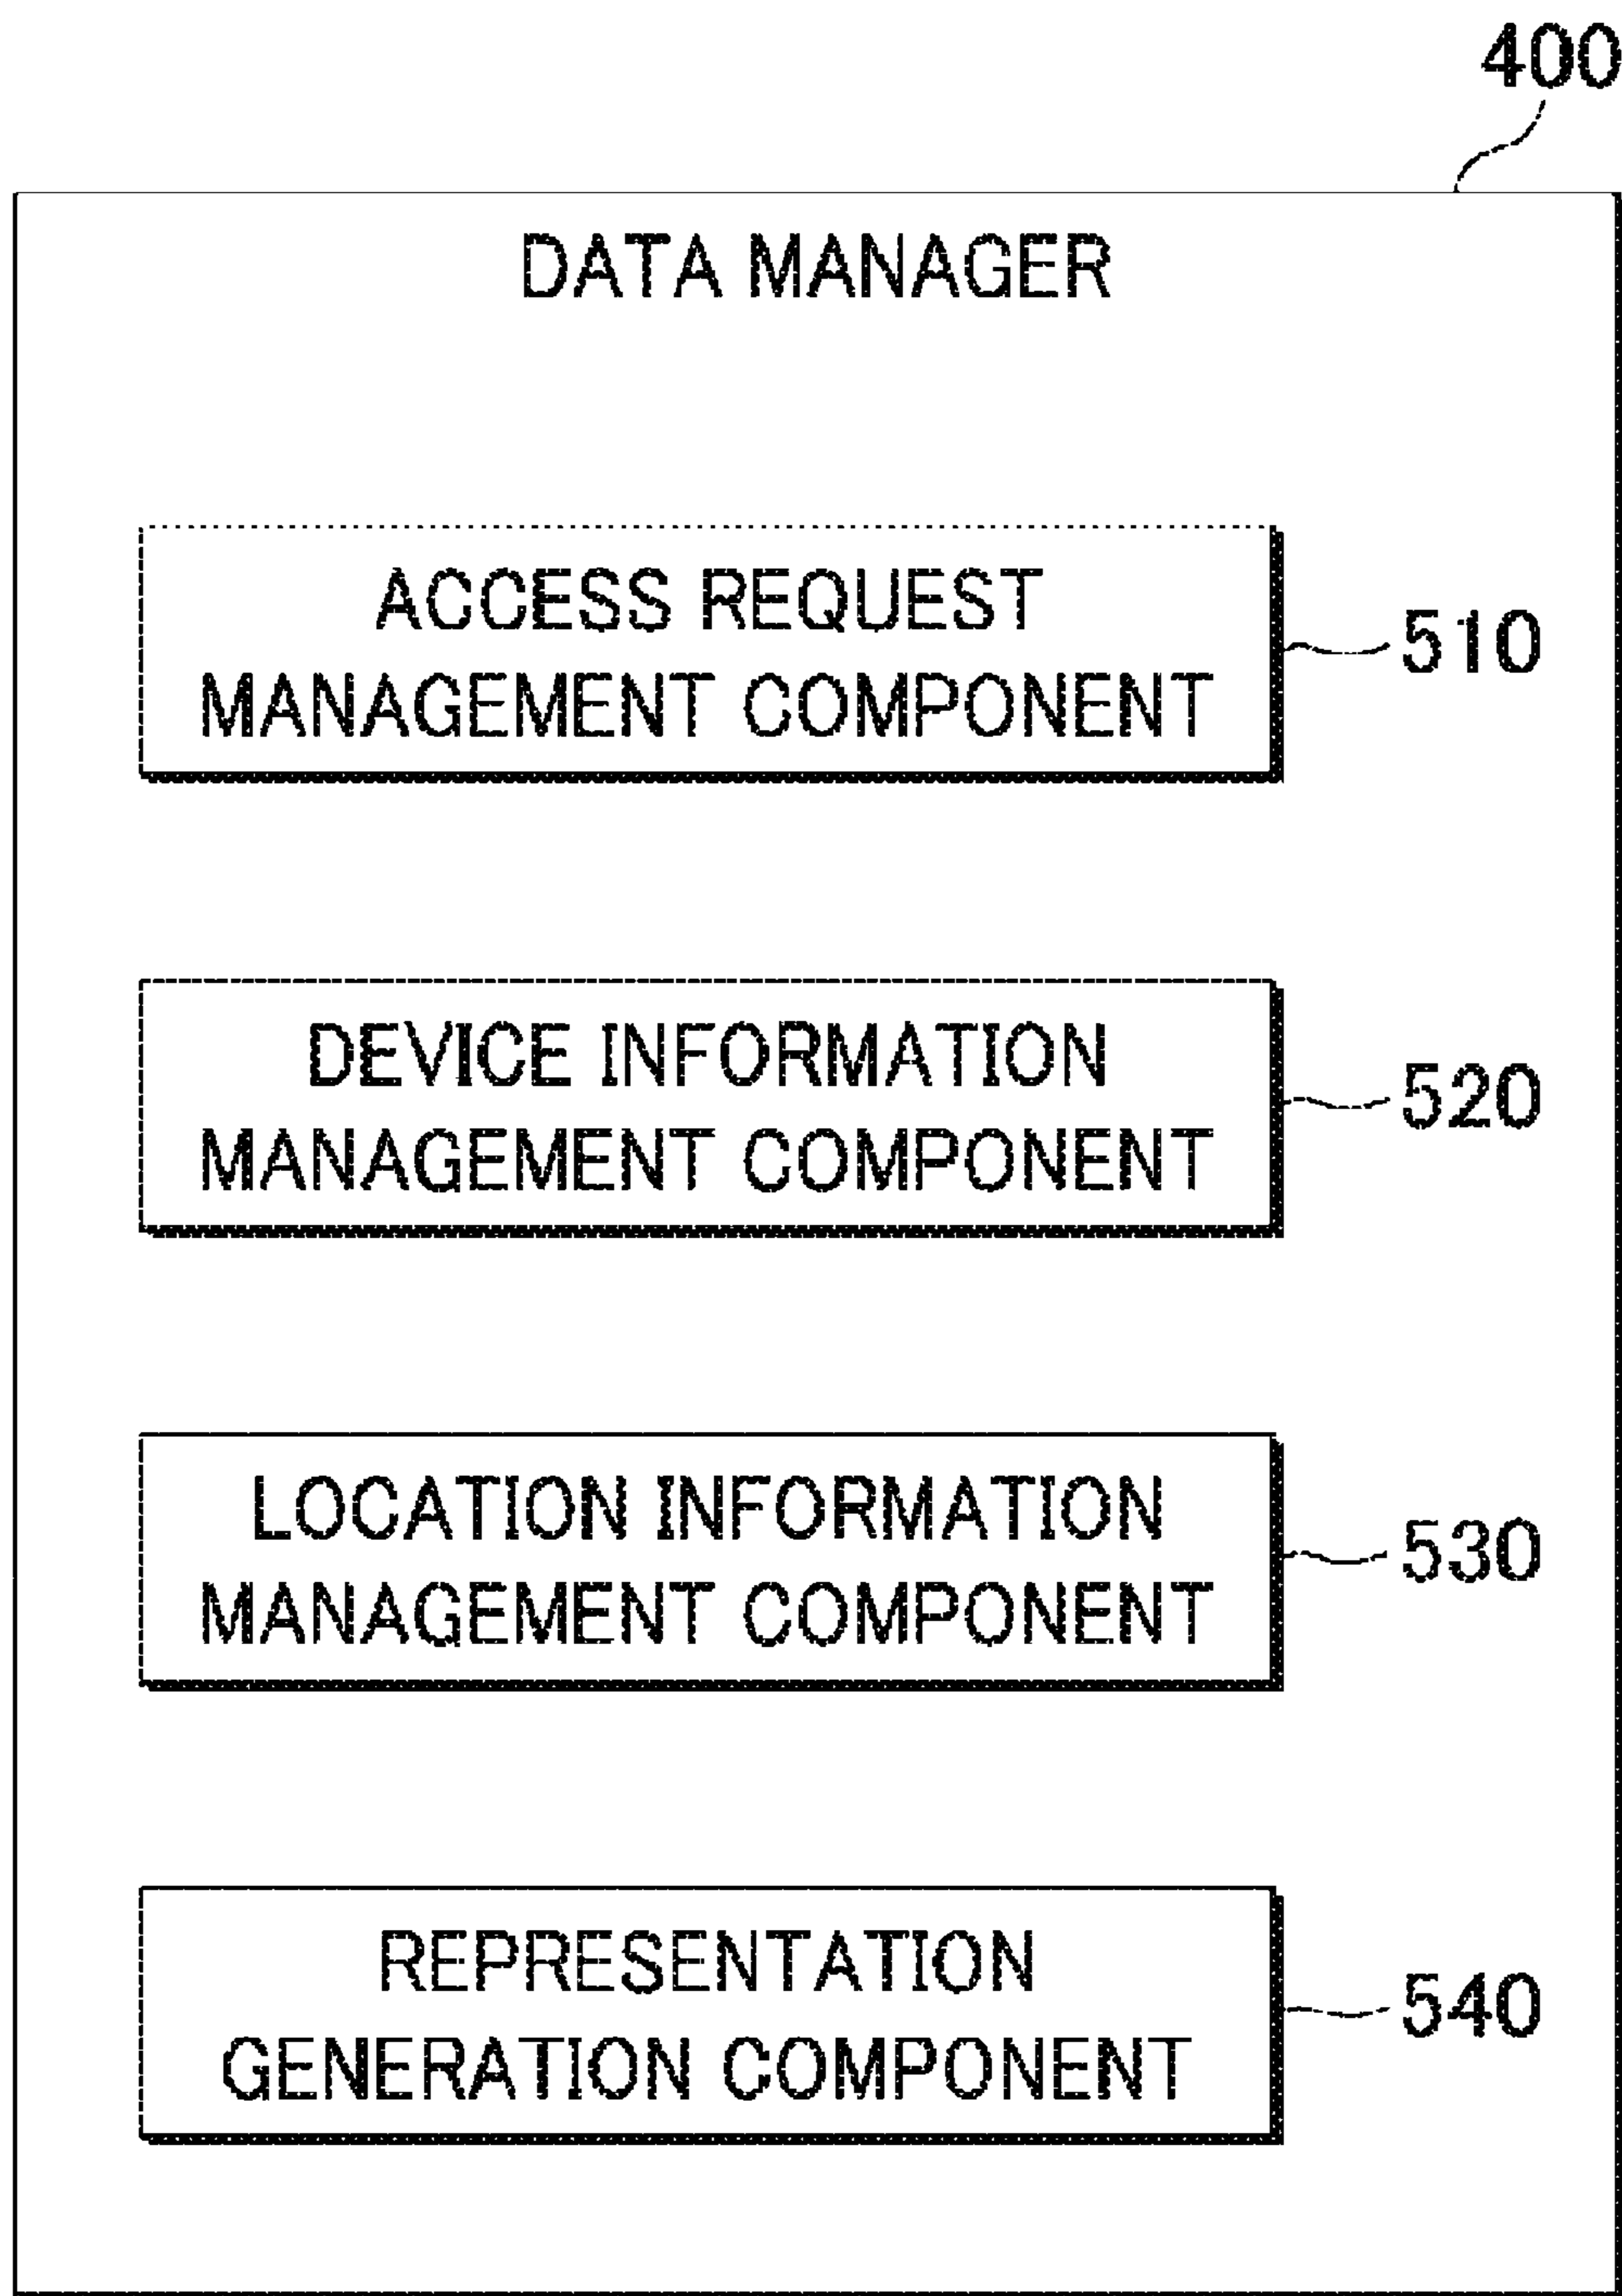 400
DATA MANAGER
ACCESS REQUEST
MANAGEMENT COMPONENT
510
DEVICE INFORMATION
MANAGEMENT COMPONENT
520
LOCATION INFORMATION
MANAGEMENT COMPONENT
530
REPRESENTATION
GENERATION COMPONENT
540